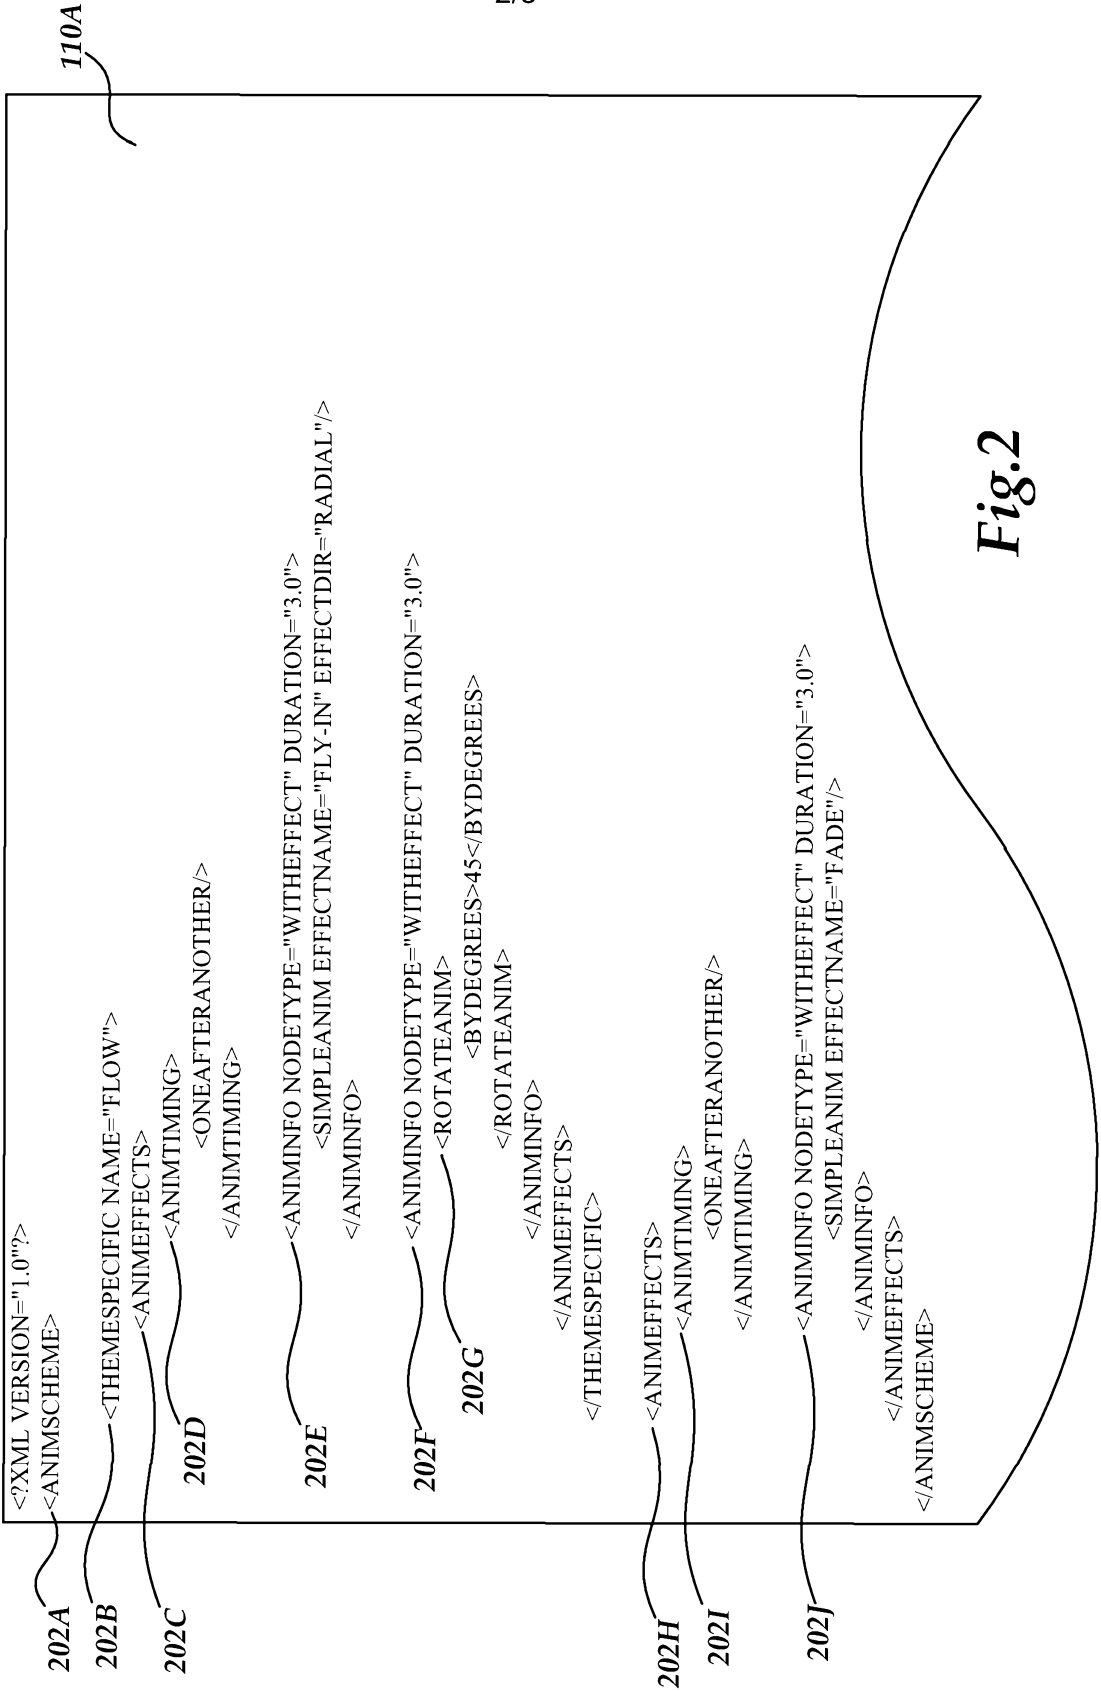 110A
<?XML VERSION="1.0"?>
202A <ANIMSCHEME>
202B <THEMESPECIFIC NAME="FLOW">
202C <ANIMEFFECTS>
202D <ANIMTIMING>
<ONEAFTERANOTHER/>
</ANIMTIMING>
202E <ANIMINFO NODETYPE="WITHEFFECT" DURATION="3.0">
<SIMPLEANIM EFFECTNAME="FLY-IN" EFFECTDIR="RADIAL"/>
</ANIMINFO>
202F <ANIMINFO NODETYPE="WITHEFFECT" DURATION="3.0">
202G <ROTATEANIM>
<BYDEGREES>45</BYDEGREES>
</ROTATEANIM>
</ANIMINFO>
</ANIMEFFECTS>
</THEMESPECIFIC>
202H <ANIMEFFECTS>
202I <ANIMTIMING>
<ONEAFTERANOTHER/>
</ANIMTIMING>
202J <ANIMINFO NODETYPE="WITHEFFECT" DURATION="3.0">
<SIMPLEANIM EFFECTNAME="FADE"/>
</ANIMINFO>
</ANIMEFFECTS>
</ANIMSCHEME>
Fig.2